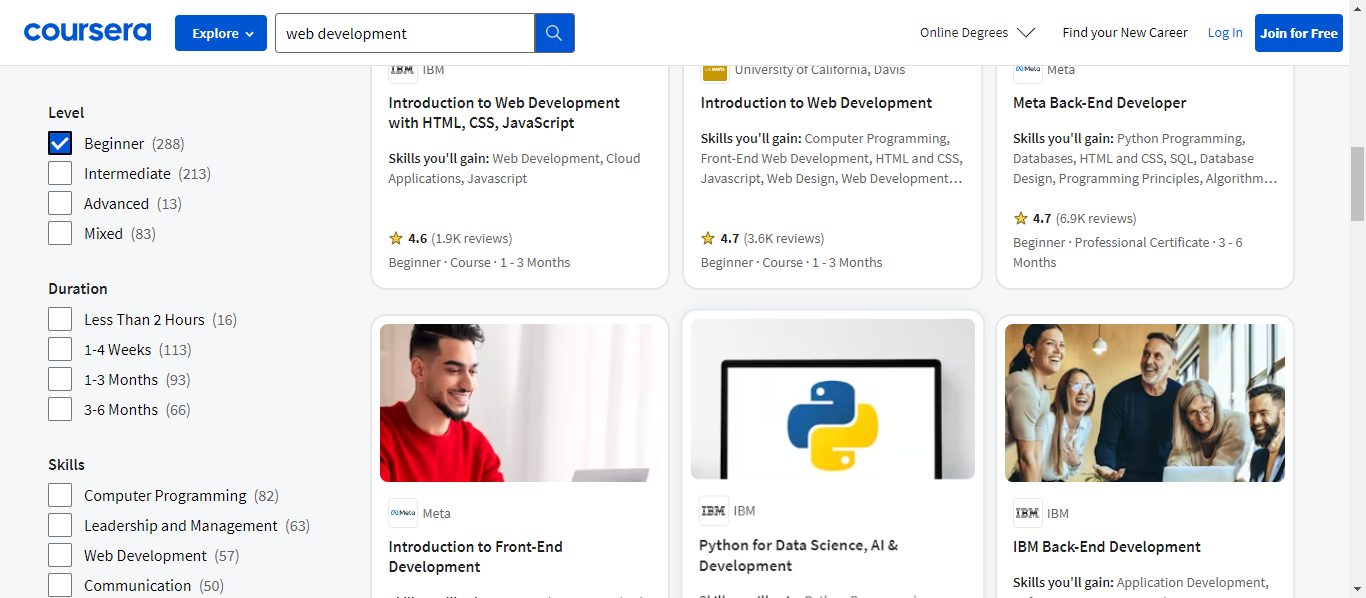 coursera
Explore
web development
Online Degrees
Find your New Career
Log In
Join for Free
Level
Beginner (288)
Intermediate (213)
Advanced (13)
Mixed (83)
Duration
Less Than 2 Hours (16)
1-4 Weeks (113)
1-3 Months (93)
3-6 Months (66)
Skills
Computer Programming (82)
Leadership and Management (63)
Web Development (57)
Communication (50)
IBM IBM
Introduction to Web Development
with HTML, CSS, JavaScript
Skills you'll gain: Web Development, Cloud
Applications, Javascript
4.6 (1.9K reviews)
Beginner · Course · 1 - 3 Months
University of California, Davis
Introduction to Web Development
Skills you'll gain: Computer Programming,
Front-End Web Development, HTML and CSS,
Javascript, Web Design, Web Development…
4.7 (3.6K reviews)
Beginner · Course · 1 - 3 Months
Meta Meta
Meta Back-End Developer
Skills you'll gain: Python Programming,
Databases, HTML and CSS, SQL, Database
Design, Programming Principles, Algorithm…
4.7 (6.9K reviews)
Beginner · Professional Certificate · 3 - 6
Months
Meta Meta
Introduction to Front-End
Development
IBM IBM
Python for Data Science, AI &
Development
IBM IBM
IBM Back-End Development
Skills you'll gain: Application Development,